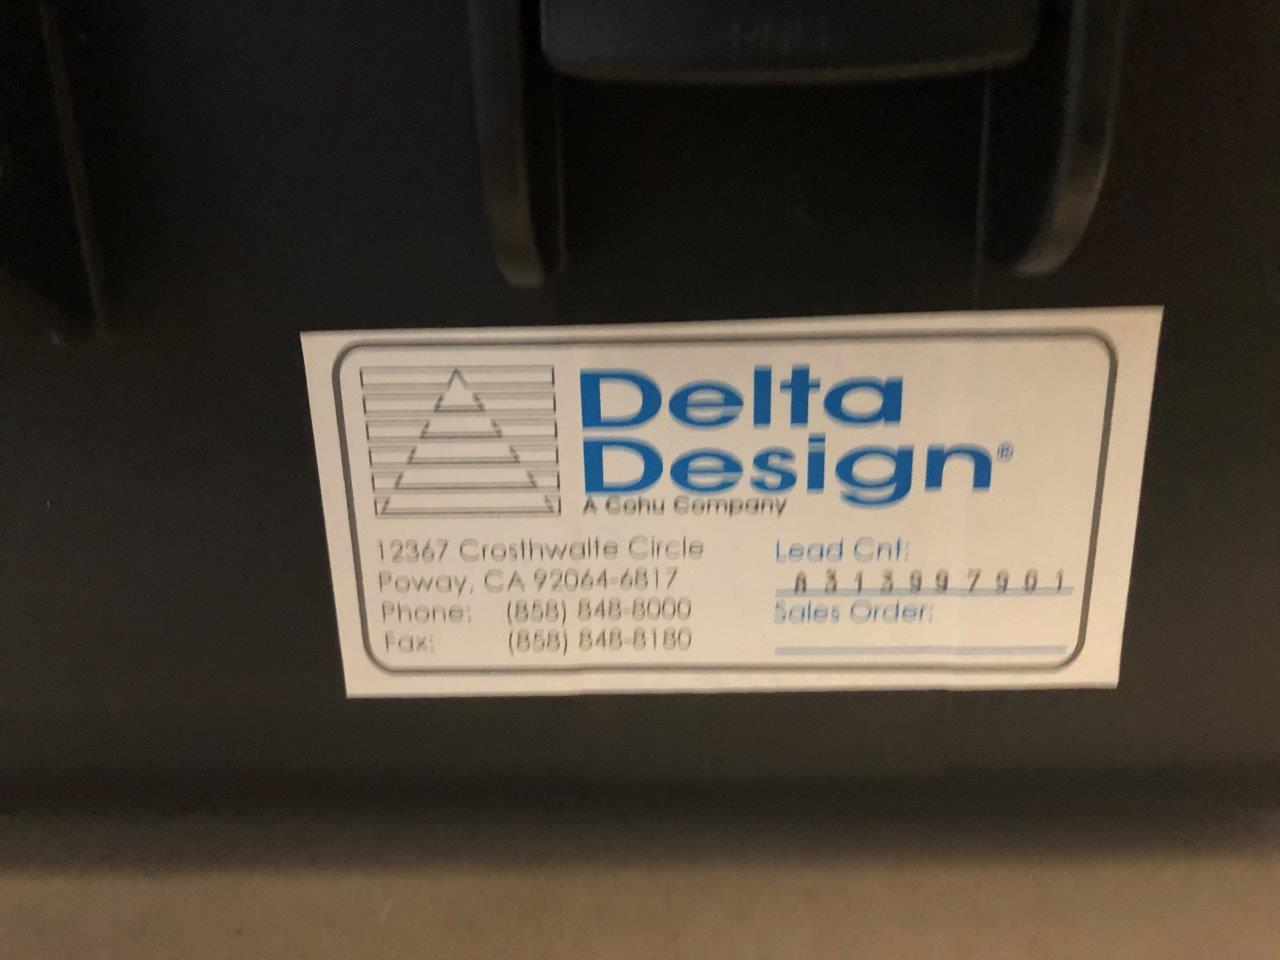 Delta
Design®
A Cohu Company
12367 Crosthwaite Circle
Poway, CA 92064-6817
Phone: (858) 848-8000
Fax: (858) 848-8180
Lead Cnt:
Sales Order: